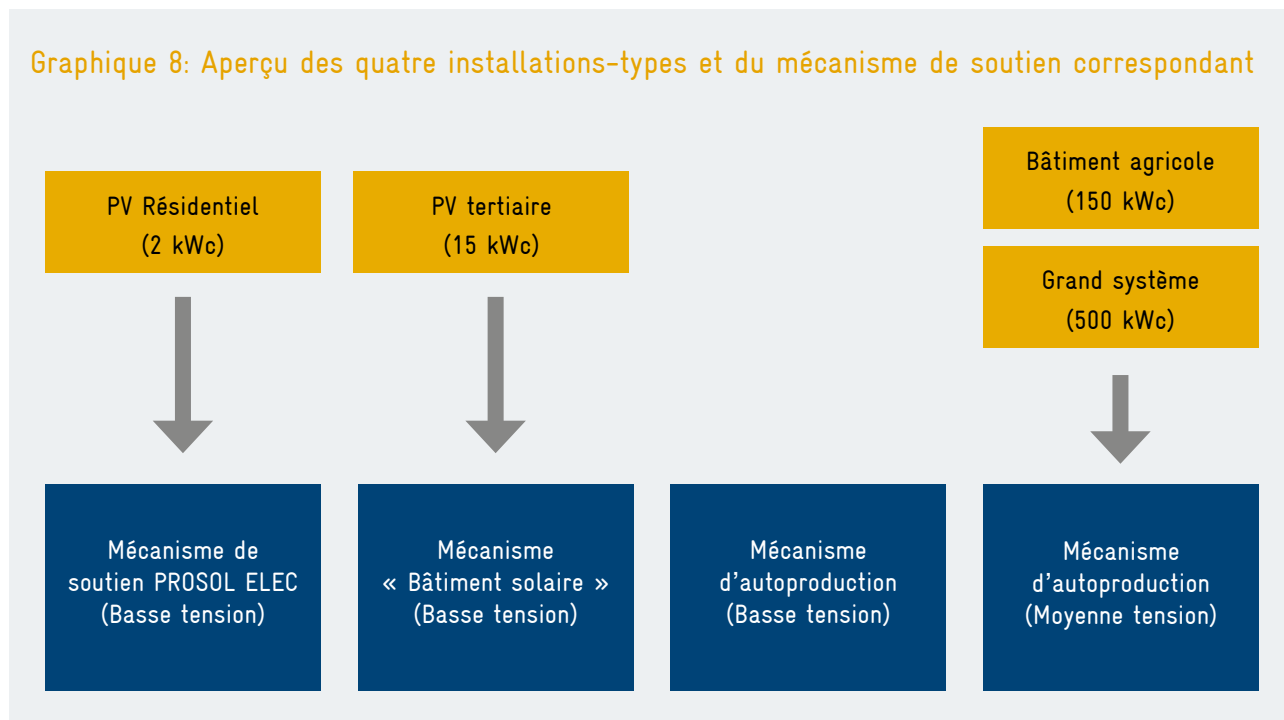 Graphique 8: Aperçu des quatre installations-types et du mécanisme de soutien correspondant
PV Résidentiel
(2 kWc)
PV tertiaire
(15 kWc)
Bâtiment agricole
(150 kWc)
Grand système
(500 kWc)
Mécanisme de
soutien PROSOL ELEC
(Basse tension)
Mécanisme
« Bâtiment solaire »
(Basse tension)
Mécanisme
d'autoproduction
(Basse tension)
Mécanisme
d'autoproduction
(Moyenne tension)